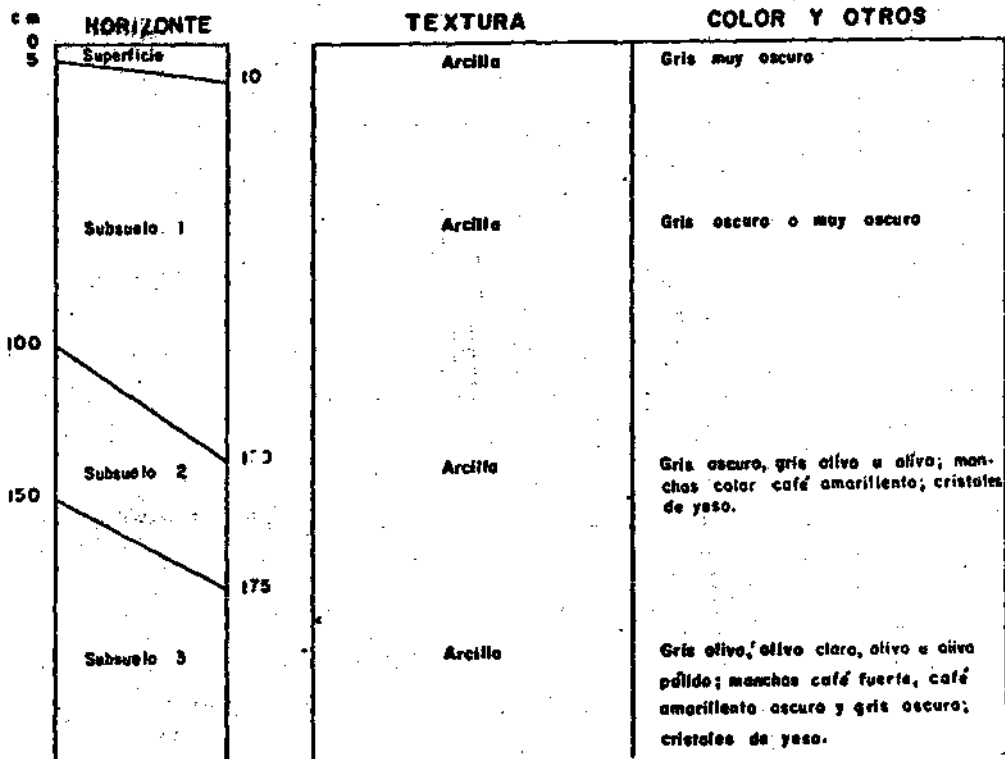 cm
HORIZONTE
TEXTURA
COLOR Y OTROS
0
5
Superficie
10
Arcilla
Gris muy oscuro
Subsuelo 1
Arcilla
Gris oscuro o muy oscuro
100
Subsuelo 2
Arcilla
Gris oscuro, gris olivo u olivo; man-
chas color café amarillento; cristales
de yeso.
150
175
Subsuelo 3
Arcilla
Gris olivo, olivo claro, olivo u olivo
pálido; manchas café fuerte, café
amarillento oscuro y gris oscuro;
cristales de yeso.